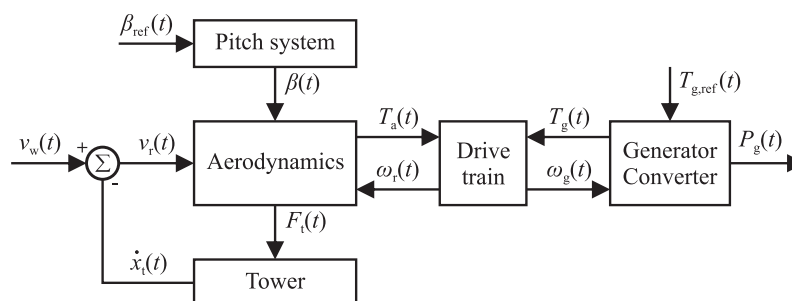 β_ref(t)
Pitch system
β(t)
T_g,ref(t)
v_w(t)
+
Σ
-
v_r(t)
Aerodynamics
T_a(t)
ω_r(t)
Drive
train
T_g(t)
ω_g(t)
Generator
Converter
P_g(t)
F_t(t)
ẋ_t(t)
Tower